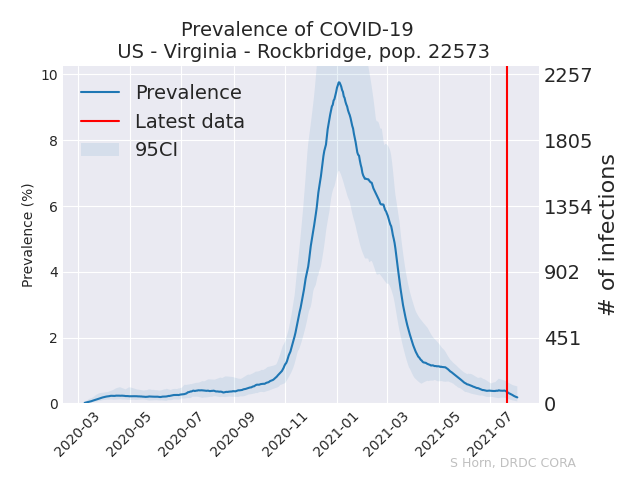 Prevalence of COVID-19
US - Virginia - Rockbridge, pop. 22573
Prevalence
Latest data
95CI
Prevalence (%)
10
8
6
4
2
0
2257
1805
1354
902
451
0
# of infections
2020-03
2020-05
2020-07
2020-09
2020-11
2021-01
2021-03
2021-05
2021-07
S Horn, DRDC CORA